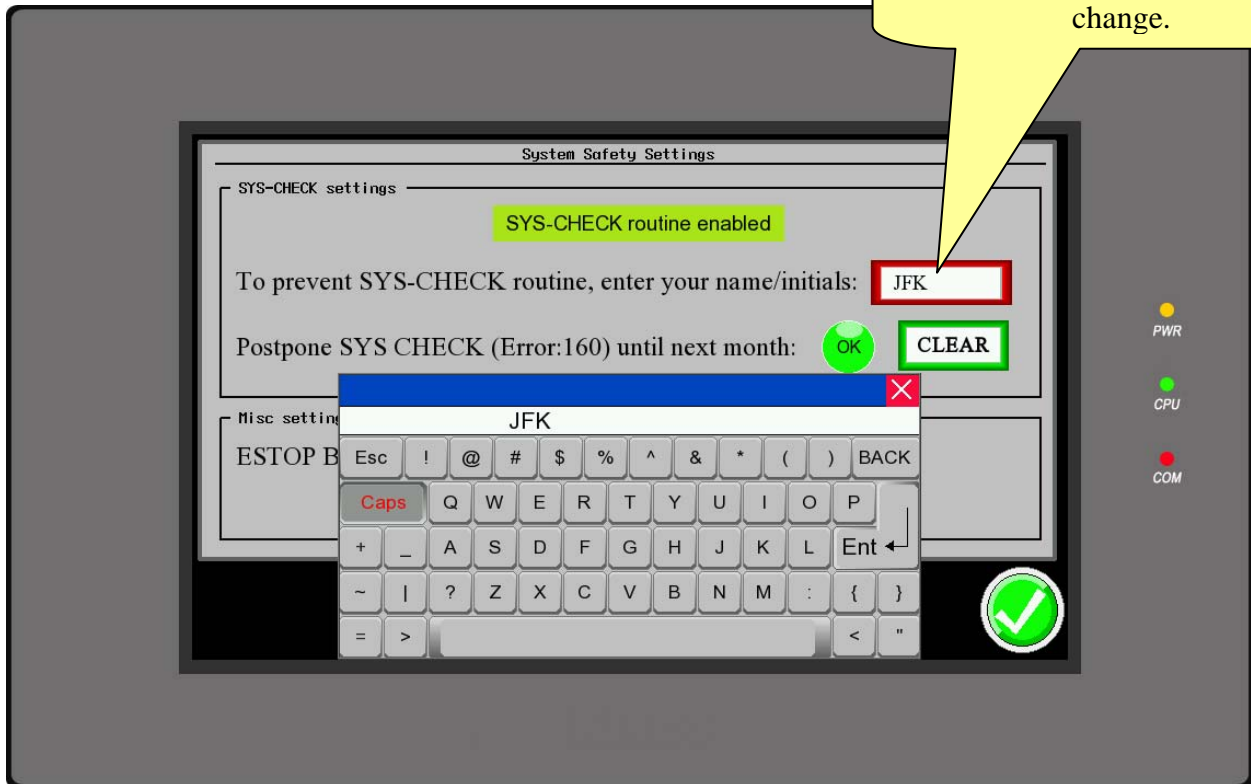 change.
System Safety Settings
SYS-CHECK settings
SYS-CHECK routine enabled
To prevent SYS-CHECK routine, enter your name/initials: JFK
Postpone SYS CHECK (Error:160) until next month: OK CLEAR
PWR
CPU
COM
Misc setting
ESTOP B
JFK
Esc ! @ # $ % ^ & * ( ) BACK
Caps Q W E R T Y U I O P
+ _ A S D F G H J K L Ent
~ | ? Z X C V B N M : { }
= > < "